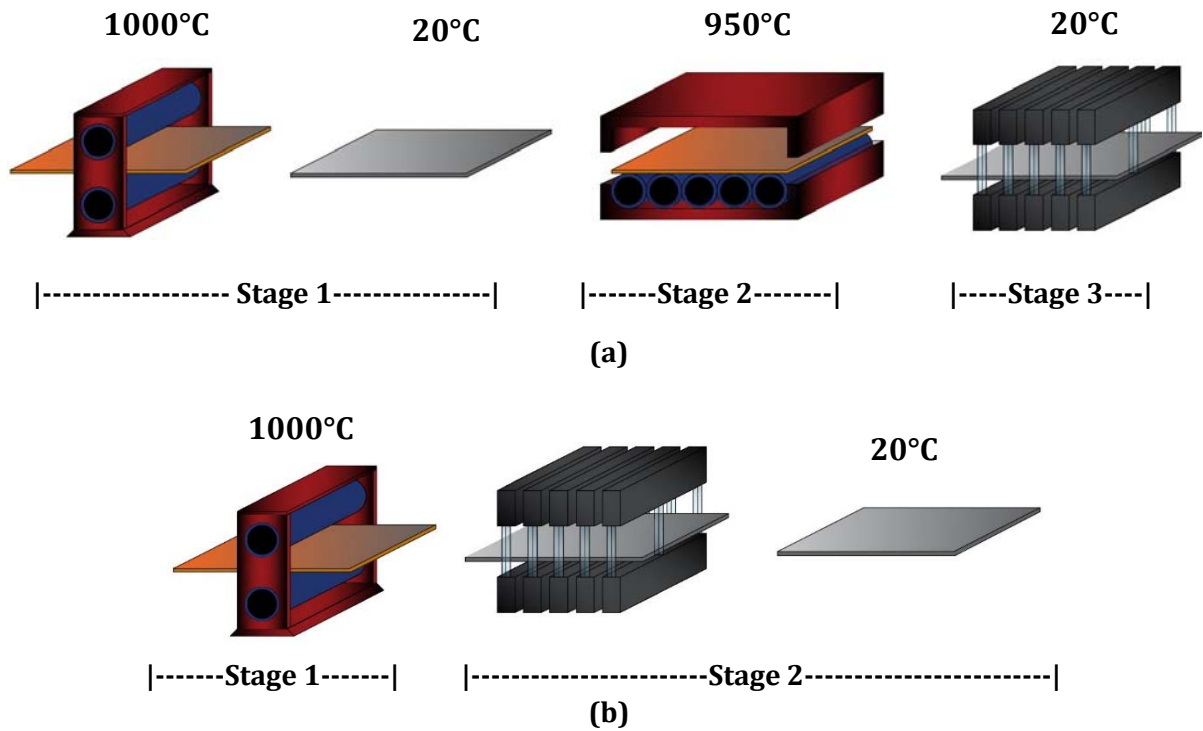 1000°C 20°C 950°C 20°C
|------------------- Stage 1----------------| |-------Stage 2--------| |-----Stage 3----|
(a)
1000°C 20°C
|-------Stage 1-------| |------------------------Stage 2-------------------------|
(b)